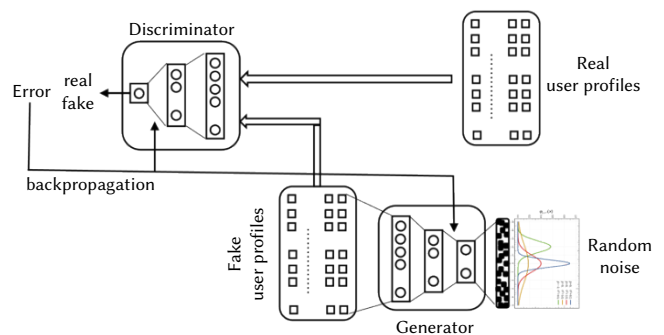 Discriminator
Real
user profiles
real
fake
Error
backpropagation
Fake
user profiles
Random
noise
Generator